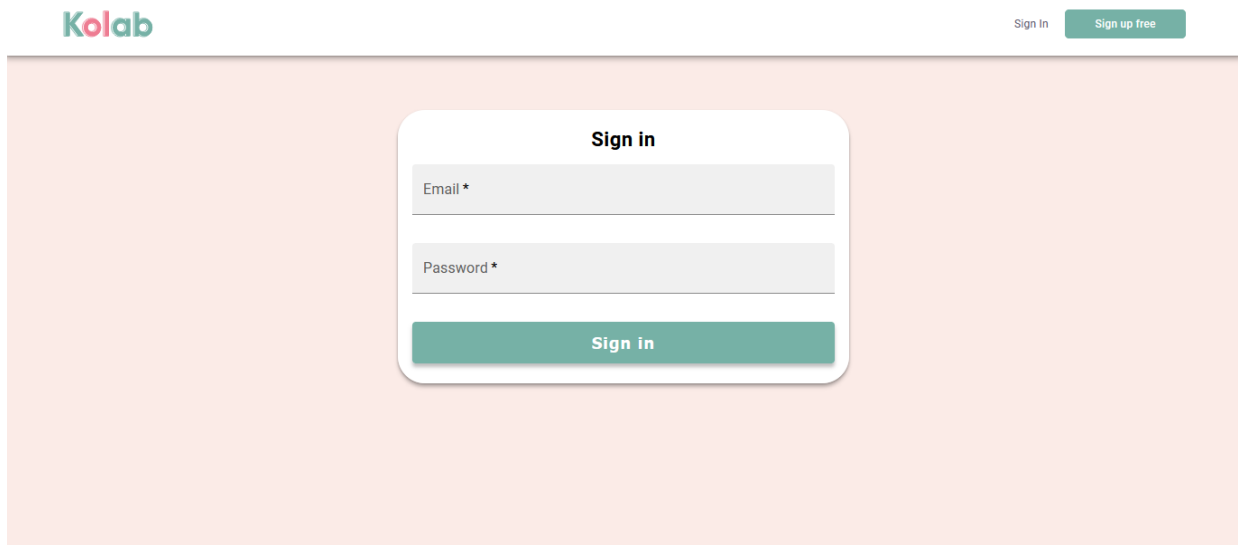 Kolab
Sign In Sign up free
Sign in
Email *
Password *
Sign in